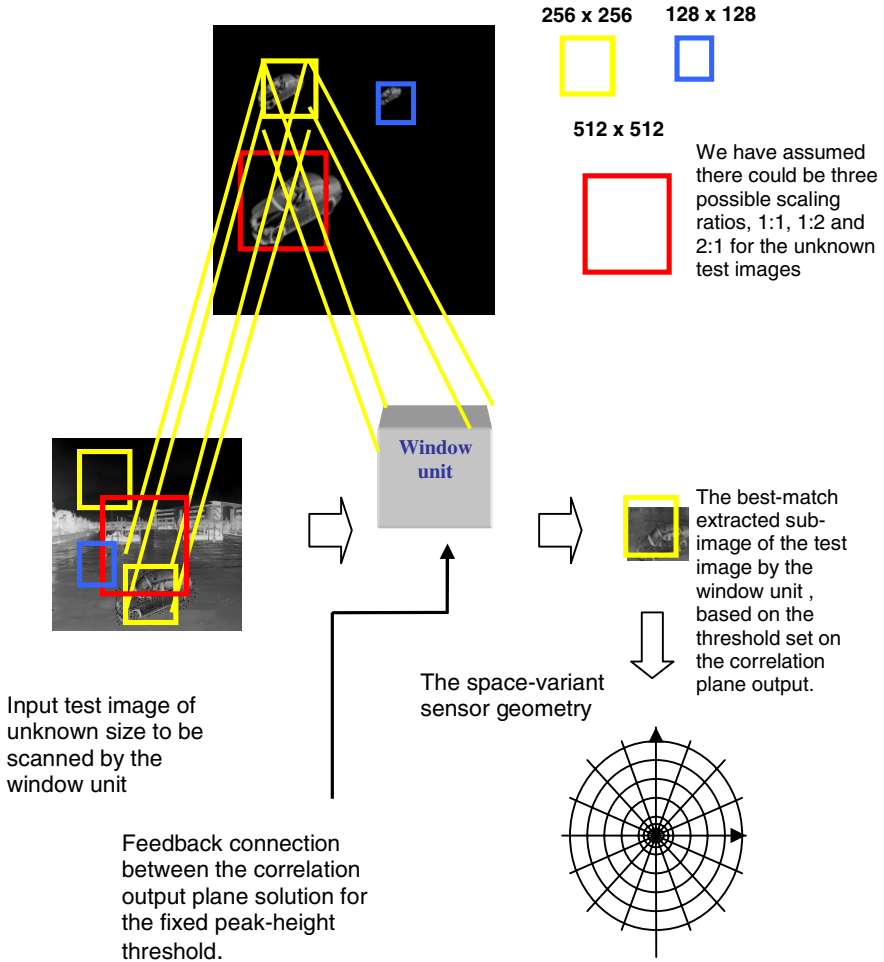 256 x 256
128 x 128
512 x 512
We have assumed
there could be three
possible scaling
ratios, 1:1, 1:2 and
2:1 for the unknown
test images
Window
unit
The best-match
extracted sub-
image of the test
image by the
window unit ,
based on the
threshold set on
the correlation
plane output.
The space-variant
sensor geometry
Input test image of
unknown size to be
scanned by the
window unit
Feedback connection
between the correlation
output plane solution for
the fixed peak-height
threshold.